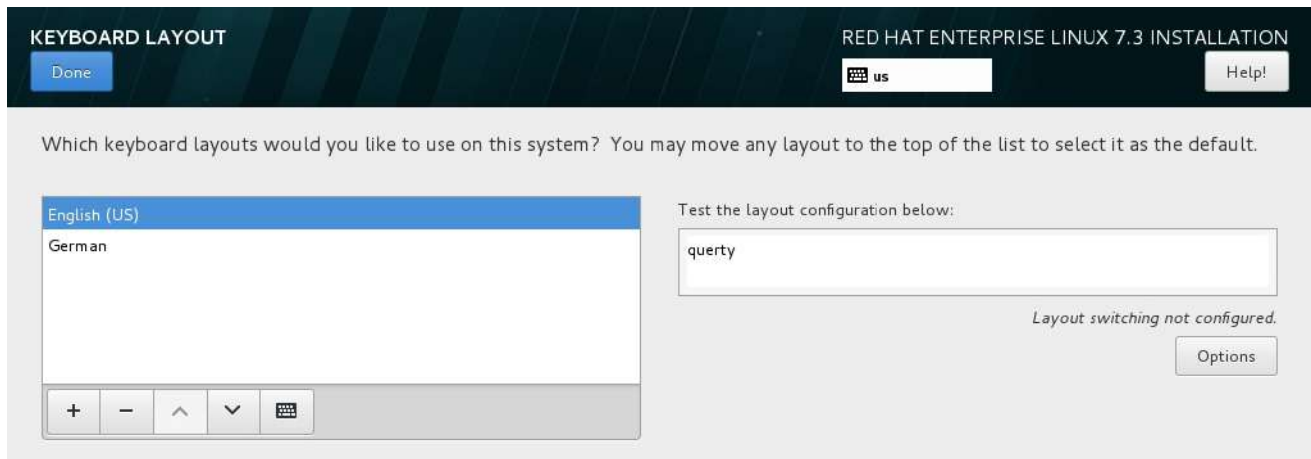 KEYBOARD LAYOUT
RED HAT ENTERPRISE LINUX 7.3 INSTALLATION
Done
us
Help!
Which keyboard layouts would you like to use on this system? You may move any layout to the top of the list to select it as the default.
English (US)
German
Test the layout configuration below:
querty
Layout switching not configured.
Options